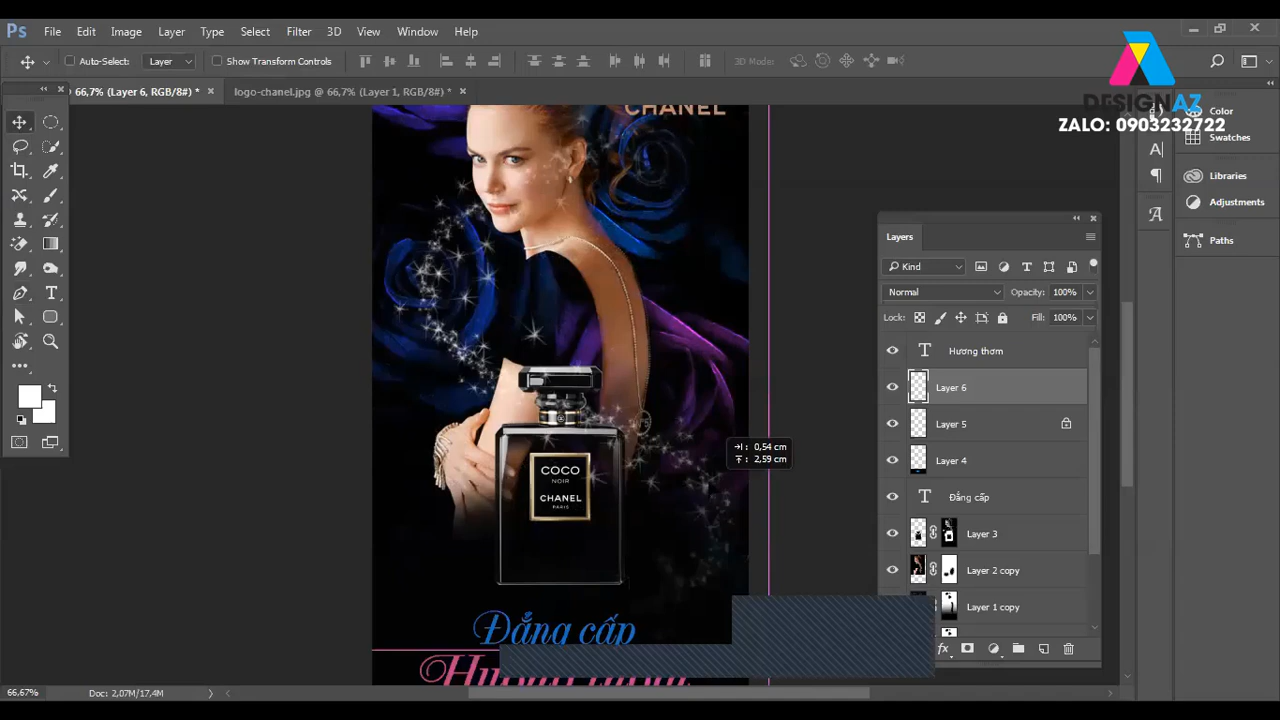 Ps File Edit Image Layer Type Select Filter 3D View Window Help
Auto-Select: Layer Show Transform Controls 3D Mode:
66,7% (Layer 6, RGB/8#) * logo-chanel.jpg @ 66,7% (Layer 1, RGB/8#) *
DESIGNAZ
ZALO: 0903232722
CHANEL
COCO
NOIR
CHANEL
PARIS
0,54 cm
2,59 cm
Đẳng cấp
Hương thơm
Color
Swatches
Libraries
Adjustments
Paths
Layers
Kind
Normal Opacity: 100%
Lock: Fill: 100%
Hương thơm
Layer 6
Layer 5
Layer 4
Đẳng cấp
Layer 3
Layer 2 copy
Layer 1 copy
fx
66.67% Doc: 2,07M/17,4M